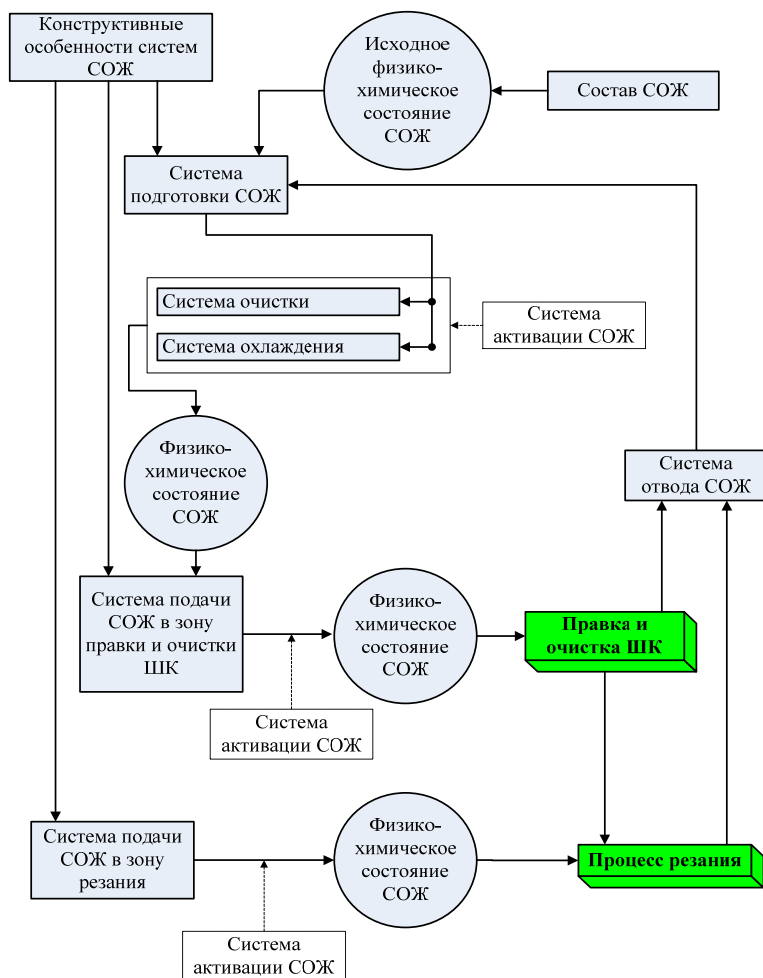 Конструктивные
особенности систем
СОЖ
Исходное
физико-
химическое
состояние
СОЖ
Состав СОЖ
Система
подготовки СОЖ
Система очистки
Система охлаждения
Система
активации СОЖ
Физико-
химическое
состояние
СОЖ
Система
отвода СОЖ
Система подачи
СОЖ в зону
правки и очистки
ШК
Физико-
химическое
состояние
СОЖ
Правка и
очистка ШК
Система
активации СОЖ
Система подачи
СОЖ в зону
резания
Физико-
химическое
состояние
СОЖ
Процесс резания
Система
активации СОЖ